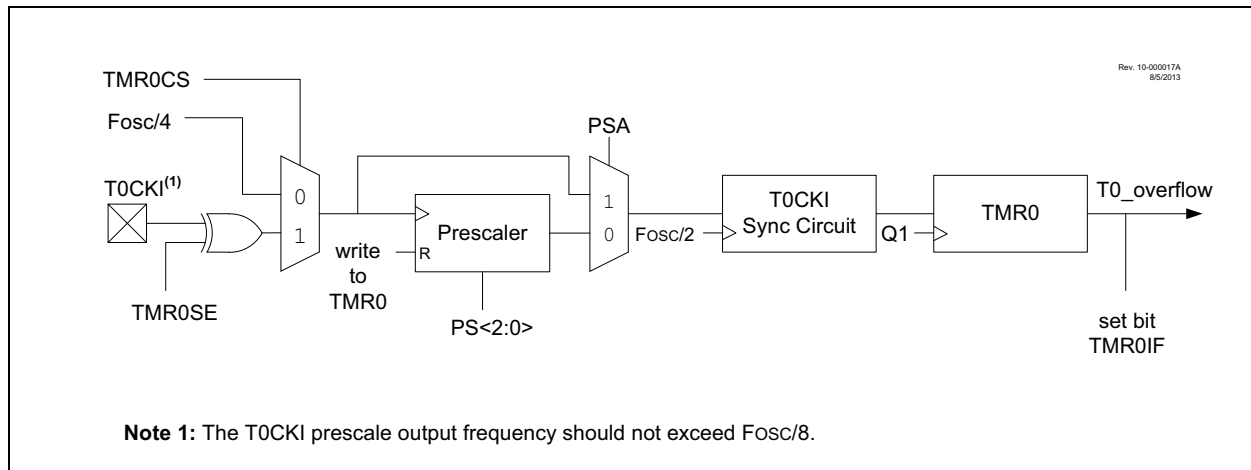 Rev. 10-000017A
8/5/2013
TMR0CS
Fosc/4
PSA
T0CKI(1)
0
1
TMR0SE
write
to
TMR0
Prescaler
R
PS<2:0>
1
0
FOSC/2
T0CKI
Sync Circuit
Q1
TMR0
T0_overflow
set bit
TMR0IF
Note 1: The T0CKI prescale output frequency should not exceed FOSC/8.